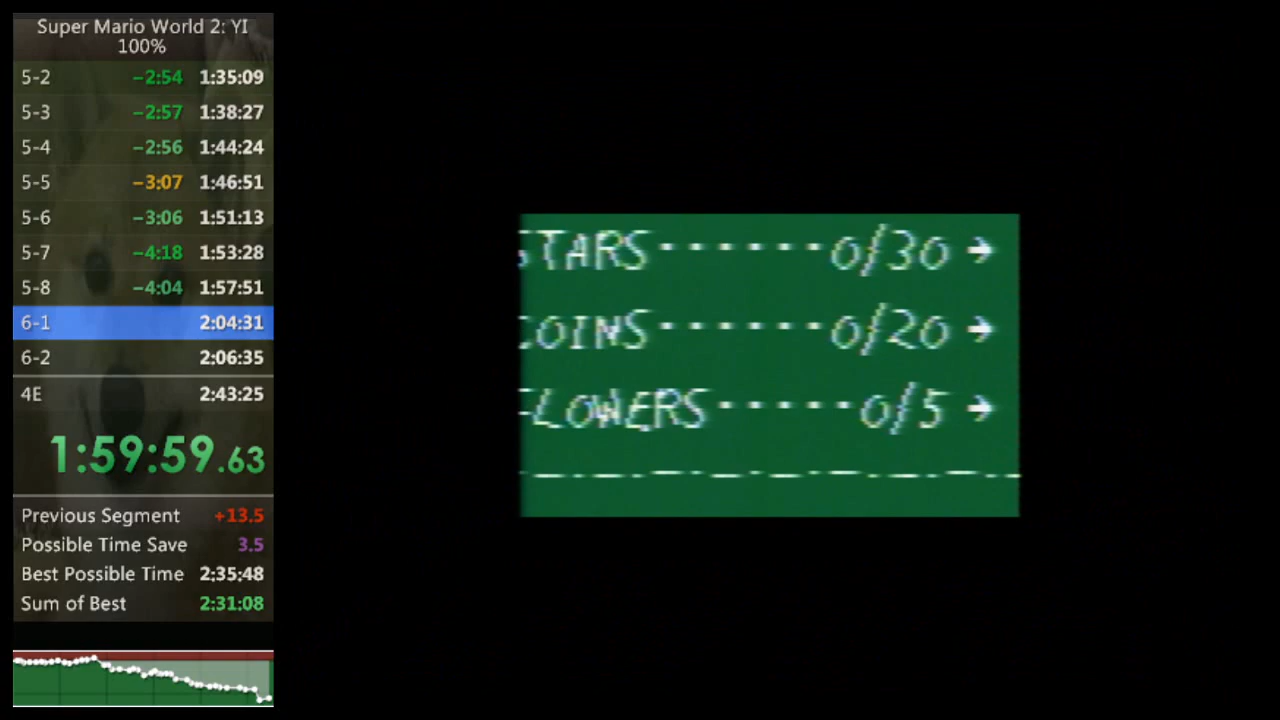 Super Mario World 2: YI
100%
5-2 −2:54 1:35:09
5-3 −2:57 1:38:27
5-4 −2:56 1:44:24
5-5 −3:07 1:46:51
5-6 −3:06 1:51:13
5-7 −4:18 1:53:28
5-8 −4:04 1:57:51
6-1 2:04:31
6-2 2:06:35
4E 2:43:25
1:59:59.63
Previous Segment +13.5
Possible Time Save 3.5
Best Possible Time 2:35:48
Sum of Best 2:31:08
STARS ······ 0/30 →
COINS ······ 0/20 →
FLOWERS ····· 0/5 →